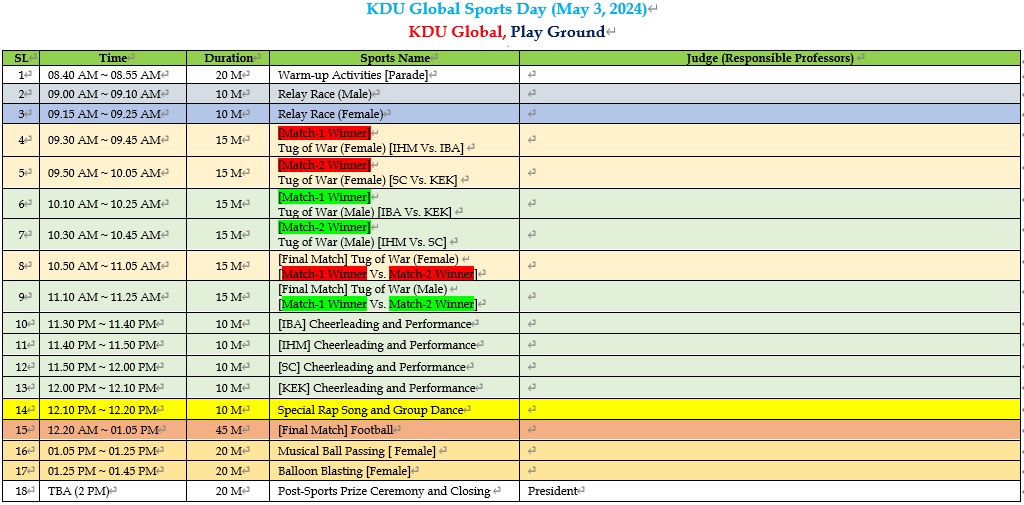 KDU Global Sports Day (May 3, 2024)
KDU Global, Play Ground
SL Time Duration Sports Name Judge (Responsible Professors)
1 08.40 AM ~ 08.55 AM 20 M Warm-up Activities [Parade]
2 09.00 AM ~ 09.10 AM 10 M Relay Race (Male)
3 09.15 AM ~ 09.25 AM 10 M Relay Race (Female)
4 09.30 AM ~ 09.45 AM 15 M [Match-1 Winner]
Tug of War (Female) [IHM Vs. IBA]
5 09.50 AM ~ 10.05 AM 15 M [Match-2 Winner]
Tug of War (Female) [SC Vs. KEK]
6 10.10 AM ~ 10.25 AM 15 M [Match-1 Winner]
Tug of War (Male) [IBA Vs. KEK]
7 10.30 AM ~ 10.45 AM 15 M [Match-2 Winner]
Tug of War (Male) [IHM Vs. SC]
8 10.50 AM ~ 11.05 AM 15 M [Final Match] Tug of War (Female)
[Match-1 Winner Vs. Match-2 Winner]
9 11.10 AM ~ 11.25 AM 15 M [Final Match] Tug of War (Male)
[Match-1 Winner Vs. Match-2 Winner]
10 11.30 PM ~ 11.40 PM 10 M [IBA] Cheerleading and Performance
11 11.40 PM ~ 11.50 PM 10 M [IHM] Cheerleading and Performance
12 11.50 PM ~ 12.00 PM 10 M [SC] Cheerleading and Performance
13 12.00 PM ~ 12.10 PM 10 M [KEK] Cheerleading and Performance
14 12.10 PM ~ 12.20 PM 10 M Special Rap Song and Group Dance
15 12.20 AM ~ 01.05 PM 45 M [Final Match] Football
16 01.05 PM ~ 01.25 PM 20 M Musical Ball Passing [ Female]
17 01.25 PM ~ 01.45 PM 20 M Balloon Blasting [Female]
18 TBA (2 PM) 20 M Post-Sports Prize Ceremony and Closing President